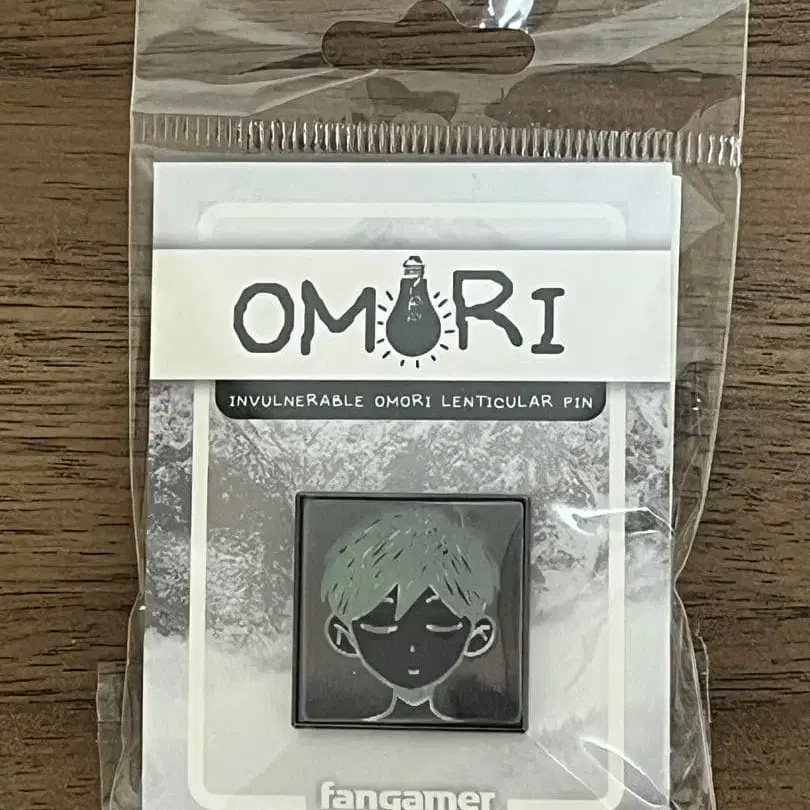 OMORI
INVULNERABLE OMORI LENTICULAR PIN
fangamer